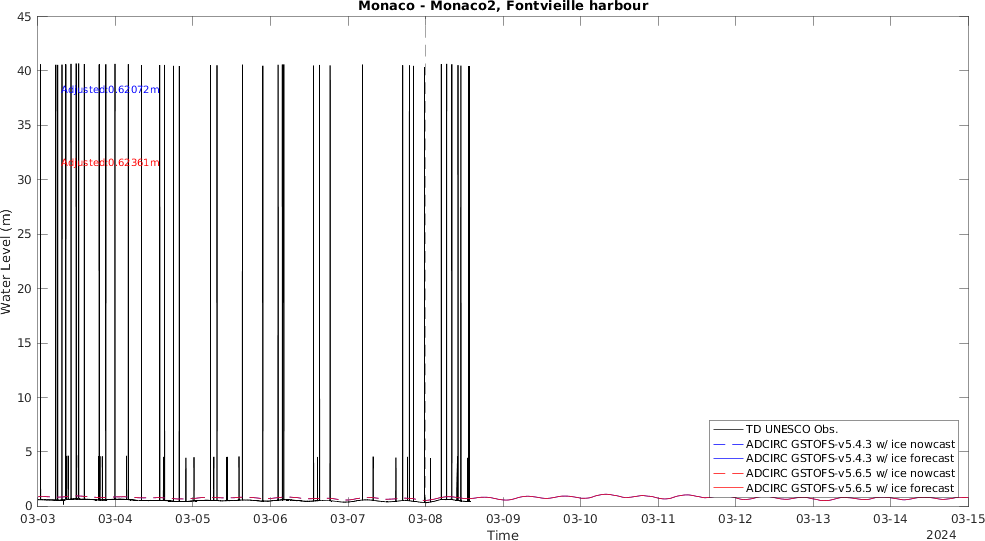 Monaco - Monaco2, Fontvieille harbour
45
40
35
30
25
20
15
10
5
0
Water Level (m)
Adjusted:0.62072m
Adjusted:0.62361m
TD UNESCO Obs.
ADCIRC GSTOFS-v5.4.3 w/ ice nowcast
ADCIRC GSTOFS-v5.4.3 w/ ice forecast
ADCIRC GSTOFS-v5.6.5 w/ ice nowcast
ADCIRC GSTOFS-v5.6.5 w/ ice forecast
03-03 03-04 03-05 03-06 03-07 03-08 03-09 03-10 03-11 03-12 03-13 03-14 03-15
Time
2024